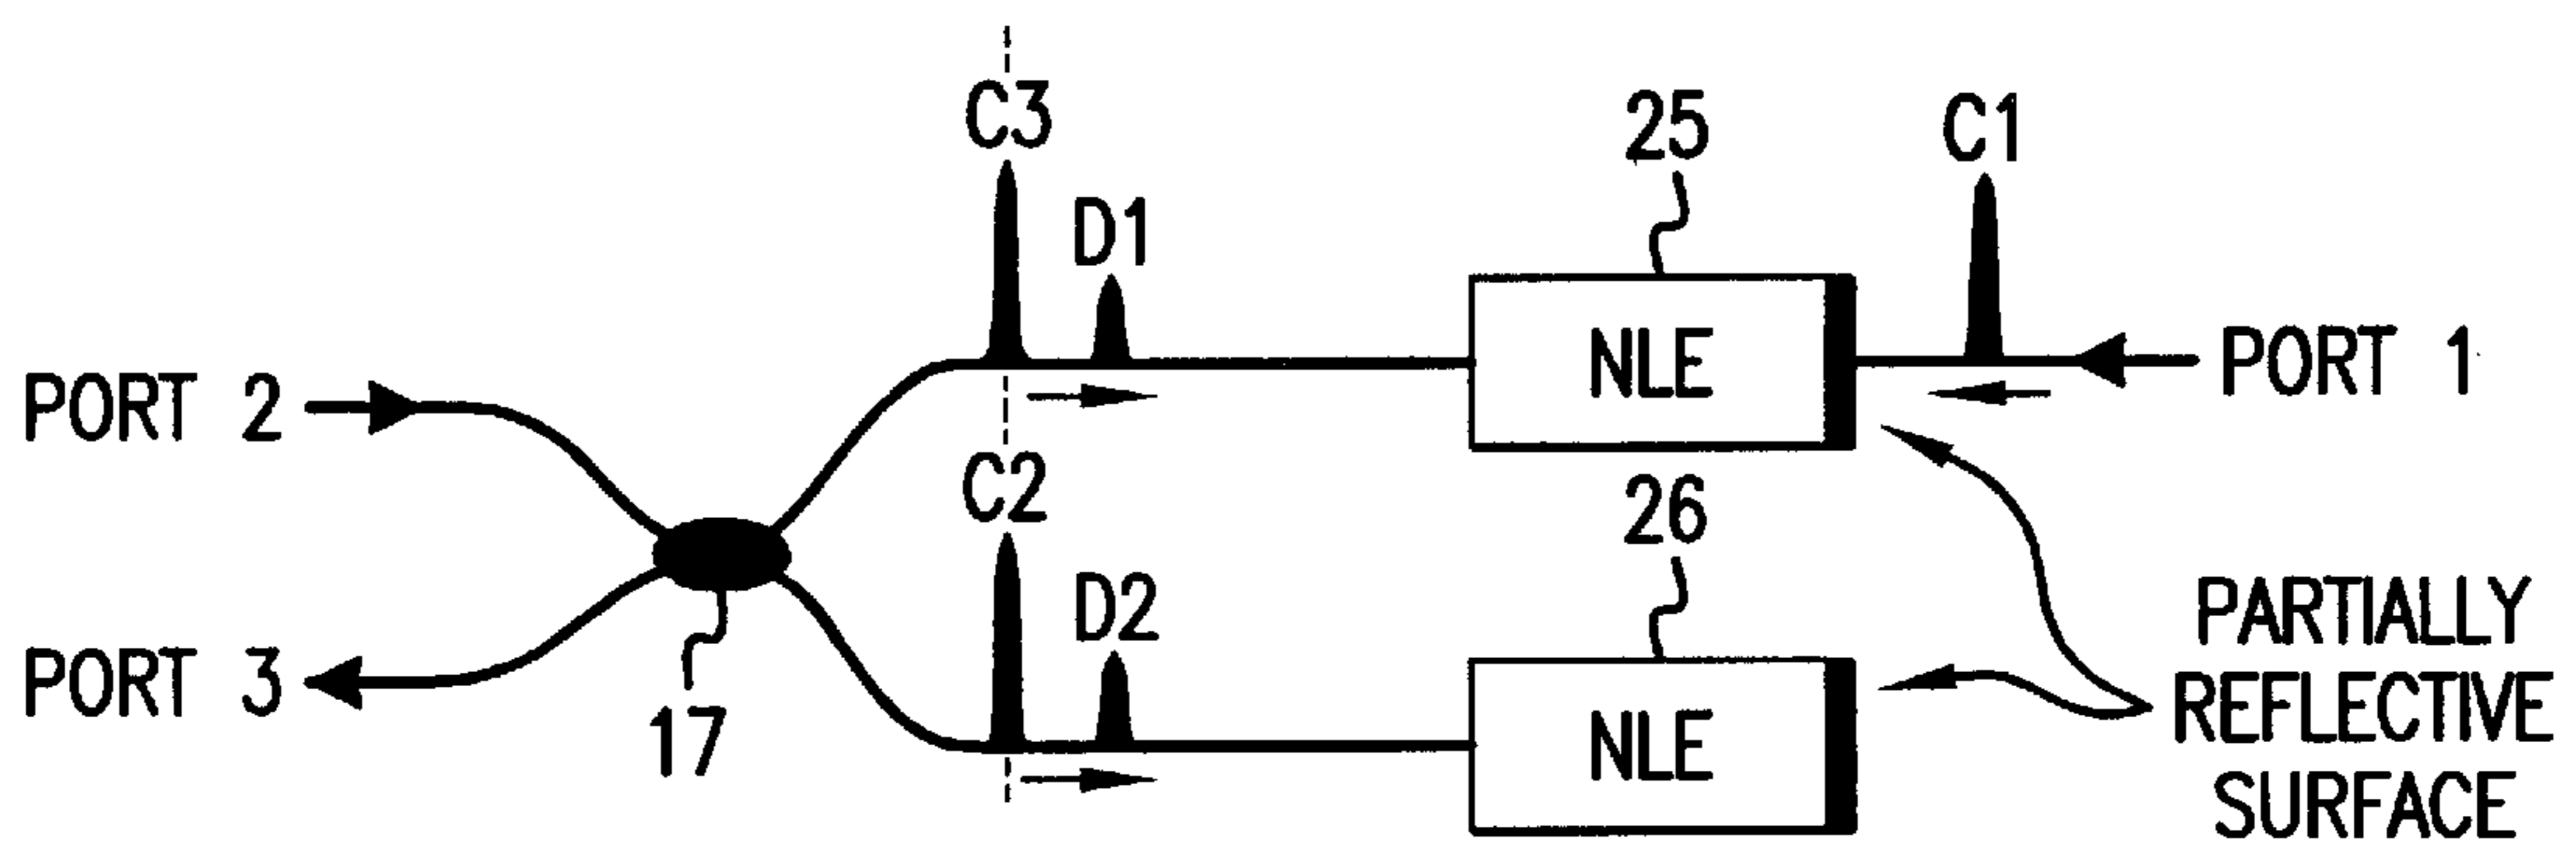 C3
25
C1
D1
NLE
PORT 1
PORT 2
C2
26
D2
PARTIALLY
REFLECTIVE
SURFACE
PORT 3
17
NLE